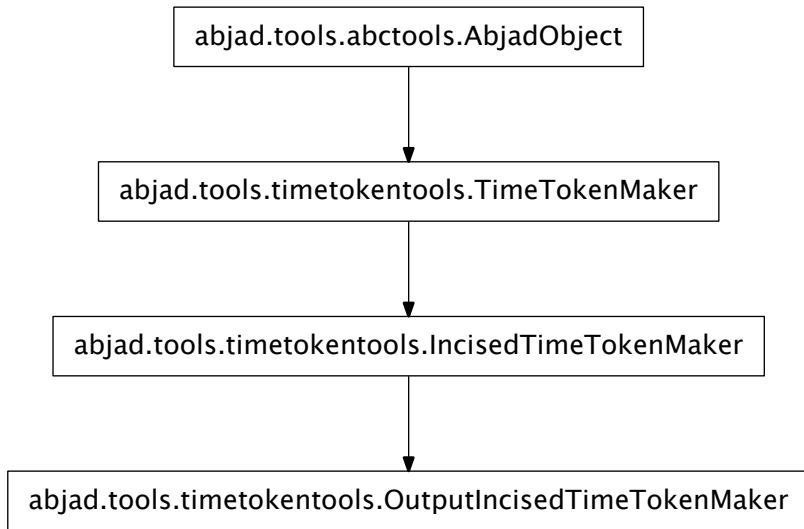 abjad.tools.abctools.AbjadObject
abjad.tools.timetokentools.TimeTokenMaker
abjad.tools.timetokentools.IncisedTimeTokenMaker
abjad.tools.timetokentools.OutputIncisedTimeTokenMaker